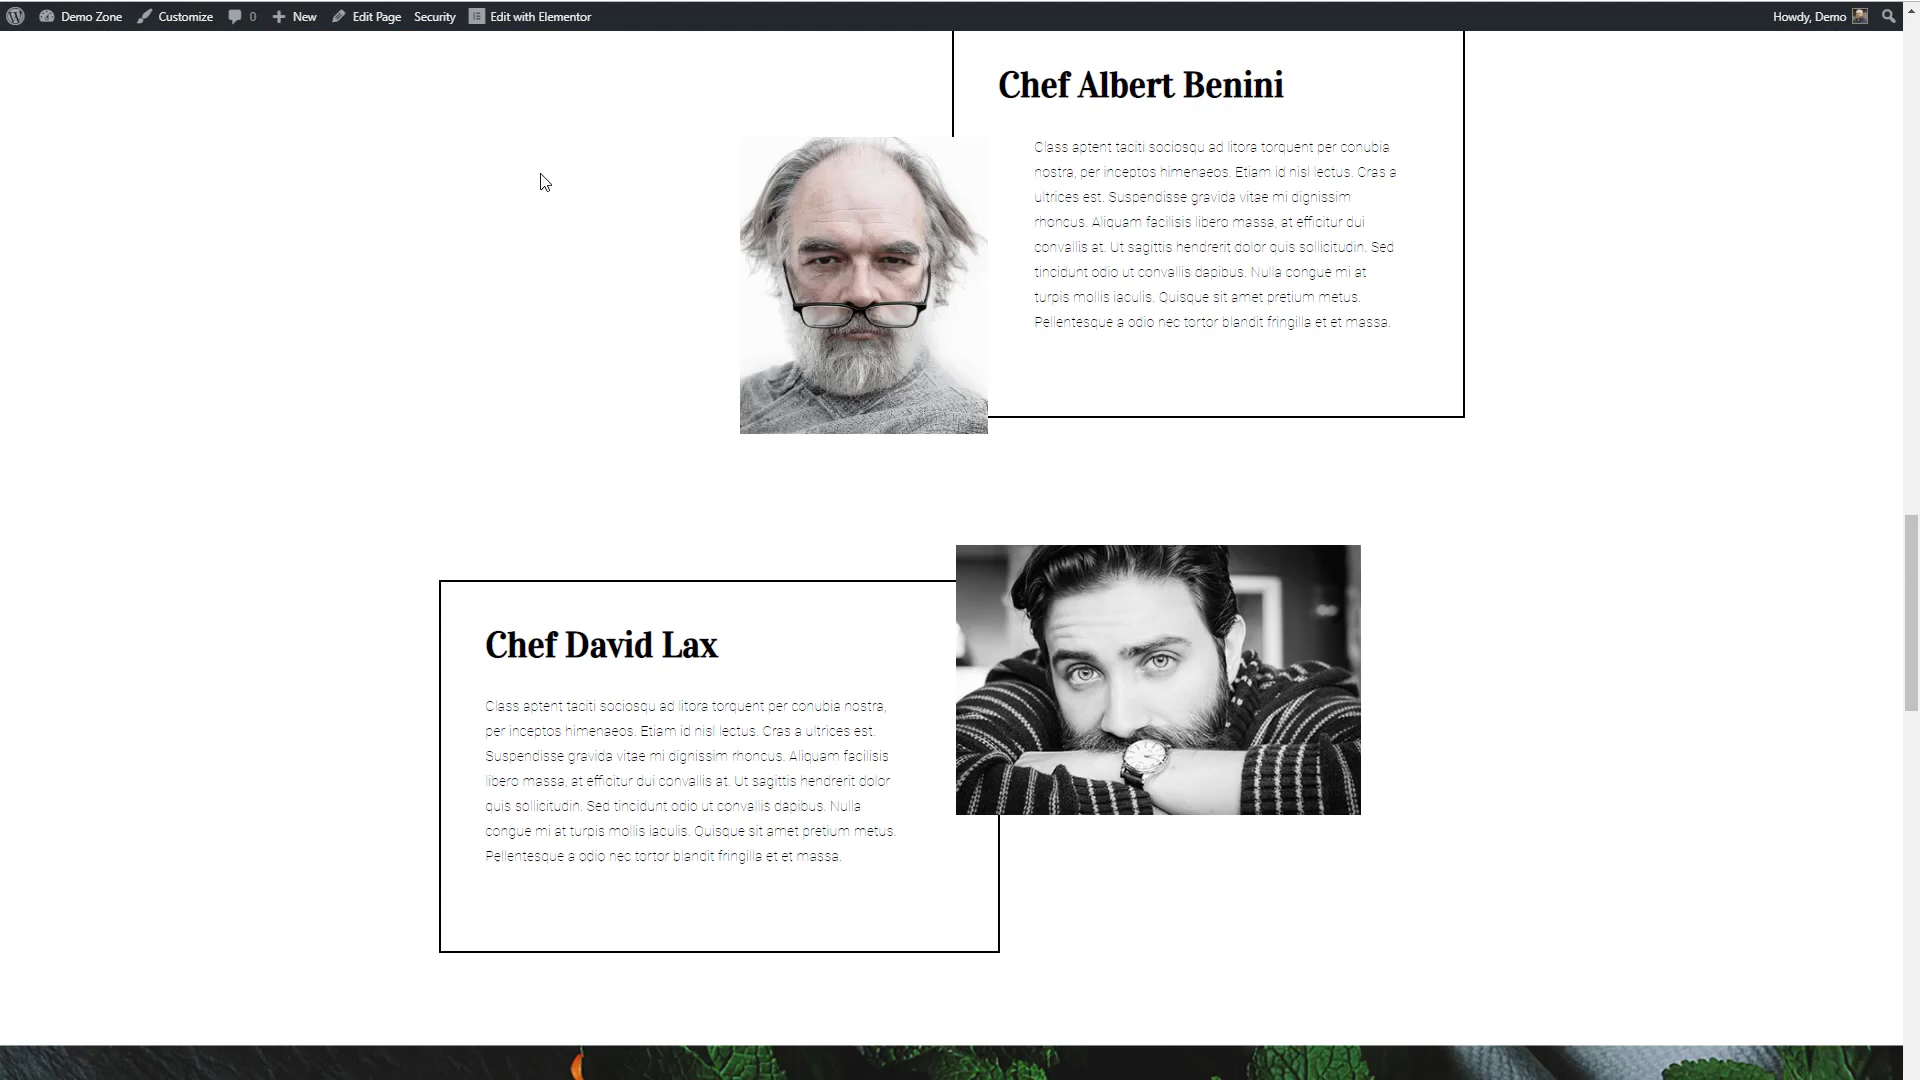 Demo Zone Customize 0 New Edit Page Security Edit with Elementor Howdy, Demo
Chef Albert Benini
Class aptent taciti sociosqu ad litora torquent per conubia
nostra, per inceptos himenaeos. Etiam id nisl lectus. Cras a
ultrices est. Suspendisse gravida vitae mi dignissim
rhoncus. Aliquam facilisis libero massa, at efficitur dui
convallis at. Ut sagittis hendrerit dolor quis sollicitudin. Sed
tincidunt odio ut convallis dapibus. Nulla congue mi at
turpis mollis iaculis. Quisque sit amet pretium metus.
Pellentesque a odio nec tortor blandit fringilla et et massa.
Chef David Lax
Class aptent taciti sociosqu ad litora torquent per conubia nostra,
per inceptos himenaeos. Etiam id nisl lectus. Cras a ultrices est.
Suspendisse gravida vitae mi dignissim rhoncus. Aliquam facilisis
libero massa, at efficitur dui convallis at. Ut sagittis hendrerit dolor
quis sollicitudin. Sed tincidunt odio ut convallis dapibus. Nulla
congue mi at turpis mollis iaculis. Quisque sit amet pretium metus.
Pellentesque a odio nec tortor blandit fringilla et et massa.